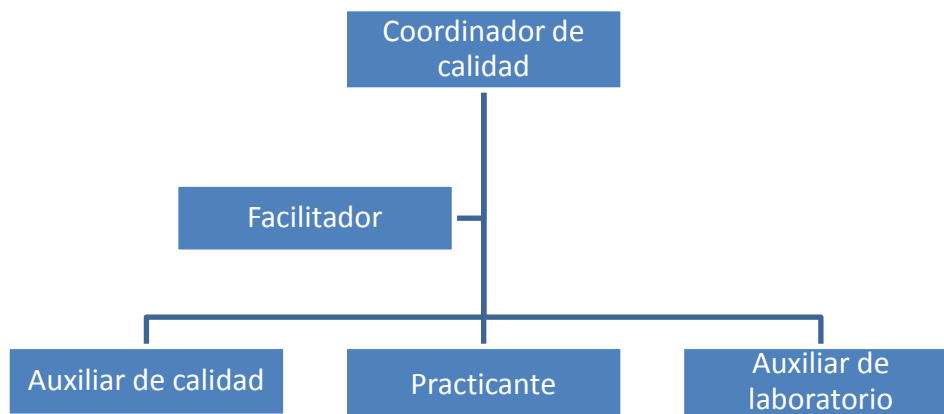 Coordinador de
calidad
Facilitador
Auxiliar de calidad
Practicante
Auxiliar de
laboratorio